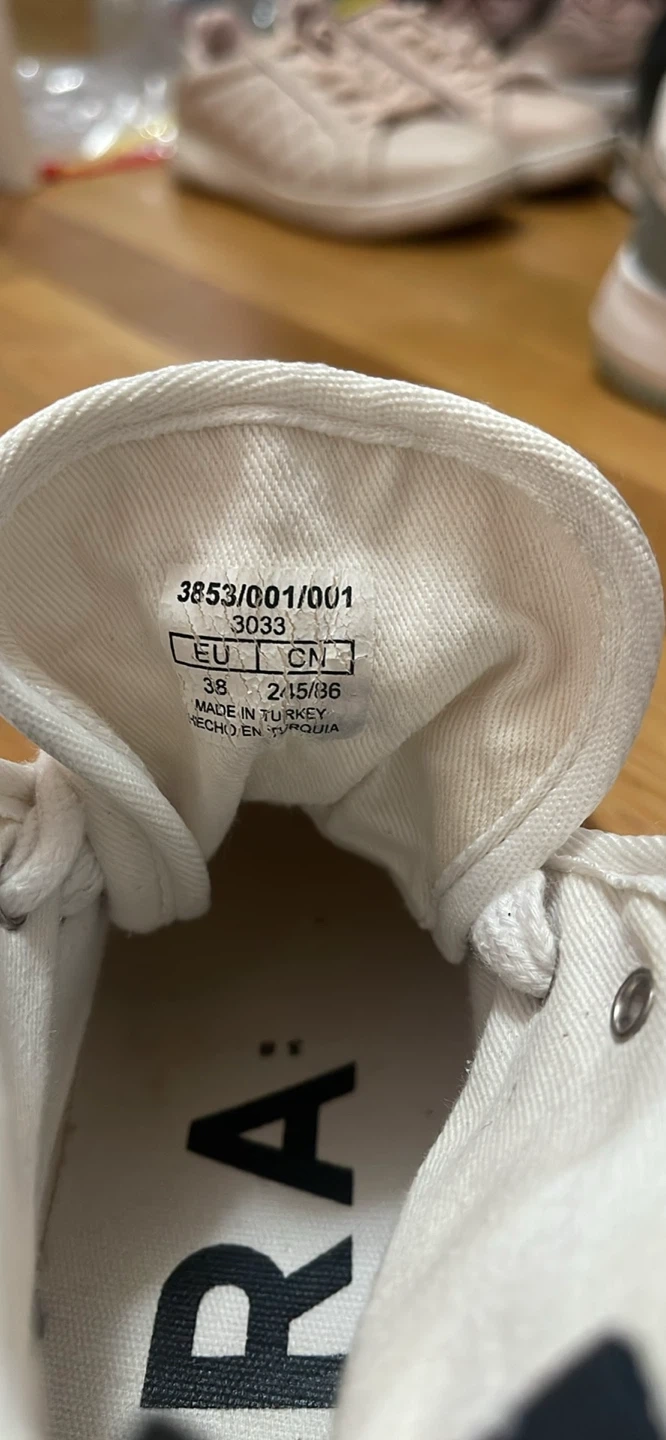 3853/001/001
3033
EU CN
38 245/86
MADE IN TURKEY
HECHO EN TURQUIA
RA